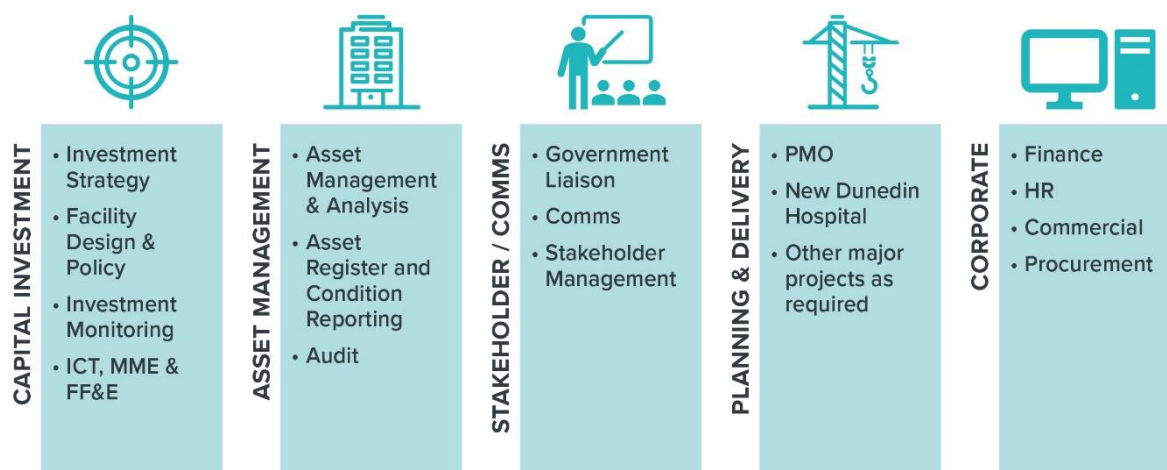 CAPITAL INVESTMENT
• Investment
Strategy
• Facility
Design &
Policy
• Investment
Monitoring
• ICT, MME &
FF&E
ASSET MANAGEMENT
• Asset
Management
& Analysis
• Asset
Register and
Condition
Reporting
• Audit
STAKEHOLDER / COMMS
• Government
Liaison
• Comms
• Stakeholder
Management
PLANNING & DELIVERY
• PMO
• New Dunedin
Hospital
• Other major
projects as
required
CORPORATE
• Finance
• HR
• Commercial
• Procurement